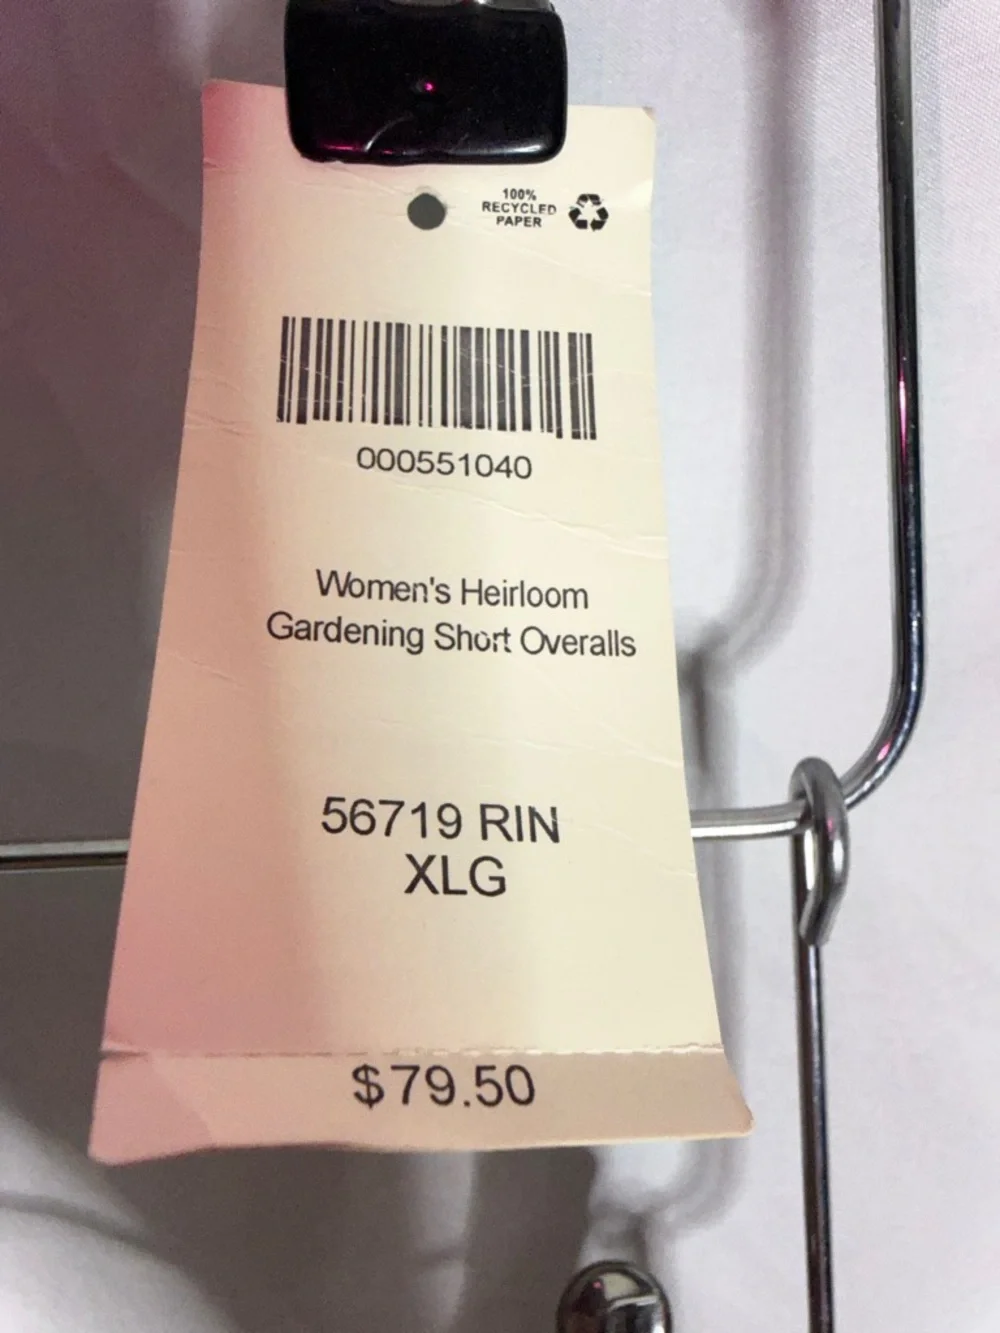 100%
RECYCLED
PAPER
000551040
Women's Heirloom
Gardening Short Overalls
56719 RIN
XLG
$79.50